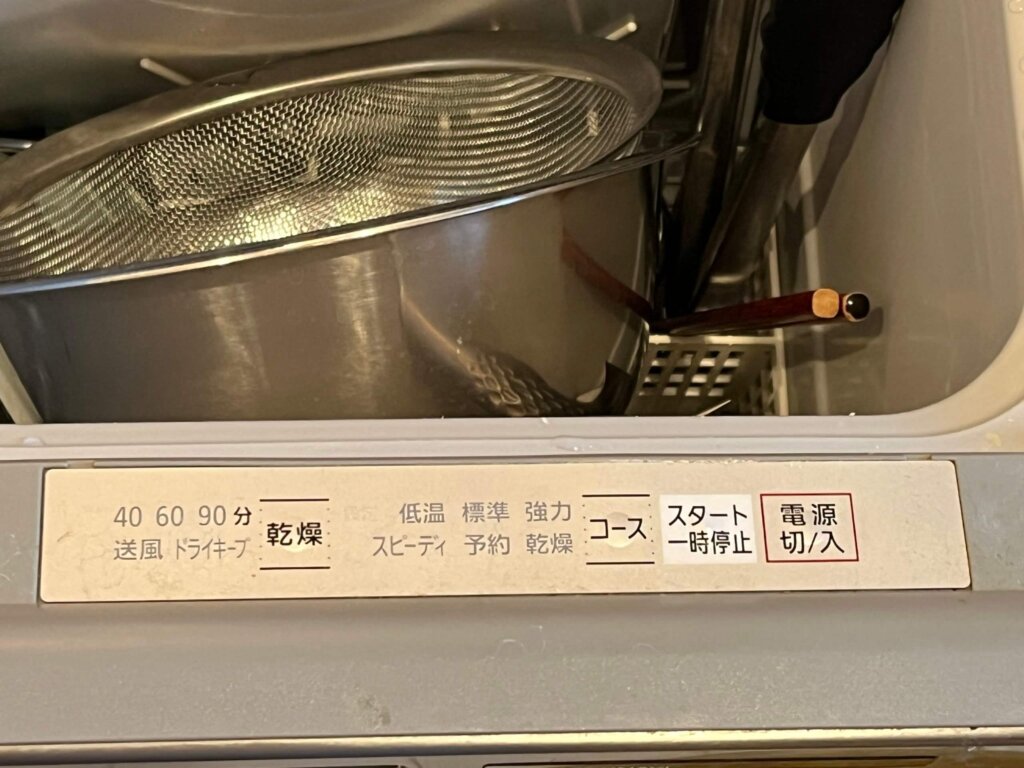 40 60 90分
送風 ドライキープ
乾燥
低温 標準 強力
スピーディ 予約 乾燥
コース
スタート
一時停止
電源
切/入